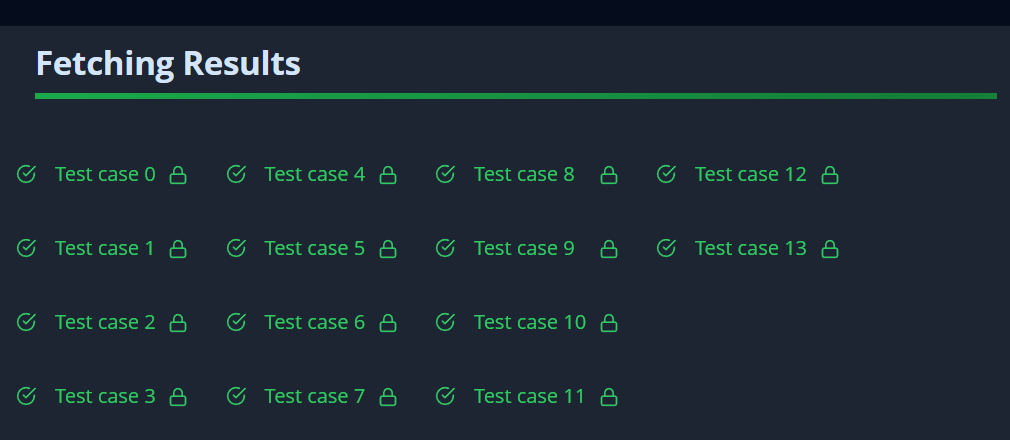 Fetching Results
Test case 0 Test case 4 Test case 8 Test case 12
Test case 1 Test case 5 Test case 9 Test case 13
Test case 2 Test case 6 Test case 10
Test case 3 Test case 7 Test case 11